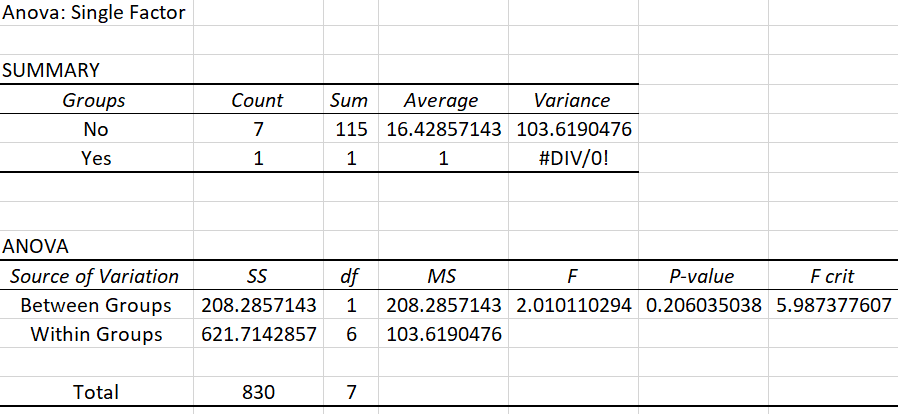 Anova: Single Factor
SUMMARY
Groups Count Sum Average Variance
No 7 115 16.42857143 103.6190476
Yes 1 1 1 #DIV/0!
ANOVA
Source of Variation SS df MS F P-value F crit
Between Groups 208.2857143 1 208.2857143 2.010110294 0.206035038 5.987377607
Within Groups 621.7142857 6 103.6190476
Total 830 7